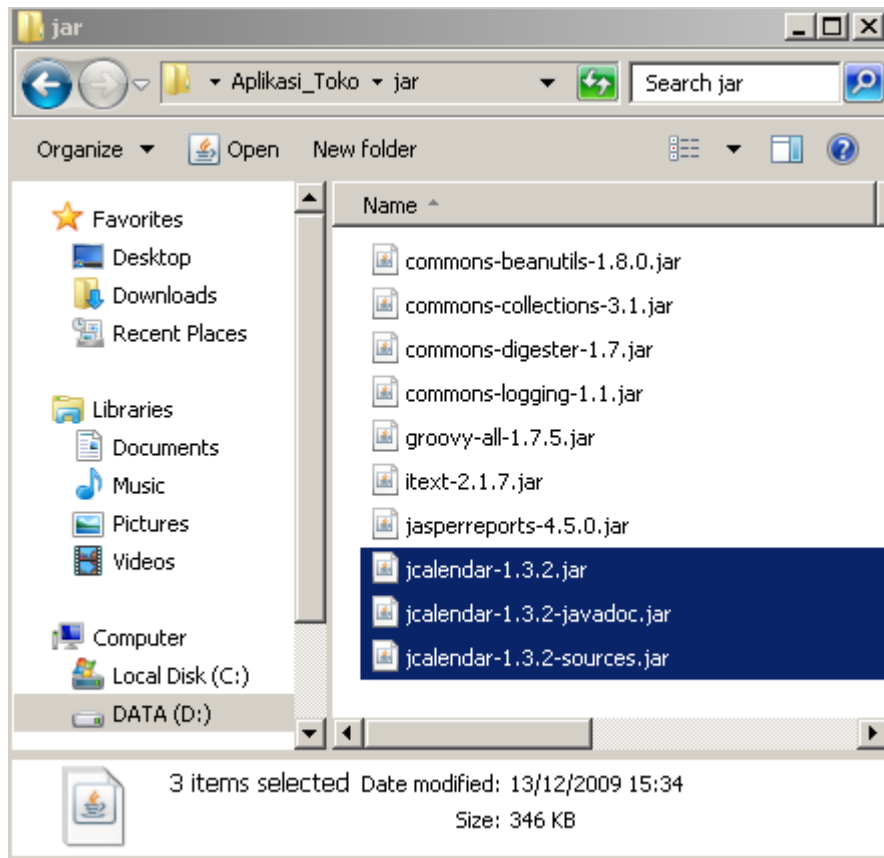 jar
Aplikasi_Toko jar
Search jar
Organize Open New folder
Name
Favorites
Desktop
Downloads
Recent Places
Libraries
Documents
Music
Pictures
Videos
Computer
Local Disk (C:)
DATA (D:)
commons-beanutils-1.8.0.jar
commons-collections-3.1.jar
commons-digester-1.7.jar
commons-logging-1.1.jar
groovy-all-1.7.5.jar
itext-2.1.7.jar
jasperreports-4.5.0.jar
jcalendar-1.3.2.jar
jcalendar-1.3.2-javadoc.jar
jcalendar-1.3.2-sources.jar
3 items selected Date modified: 13/12/2009 15:34
Size: 346 KB